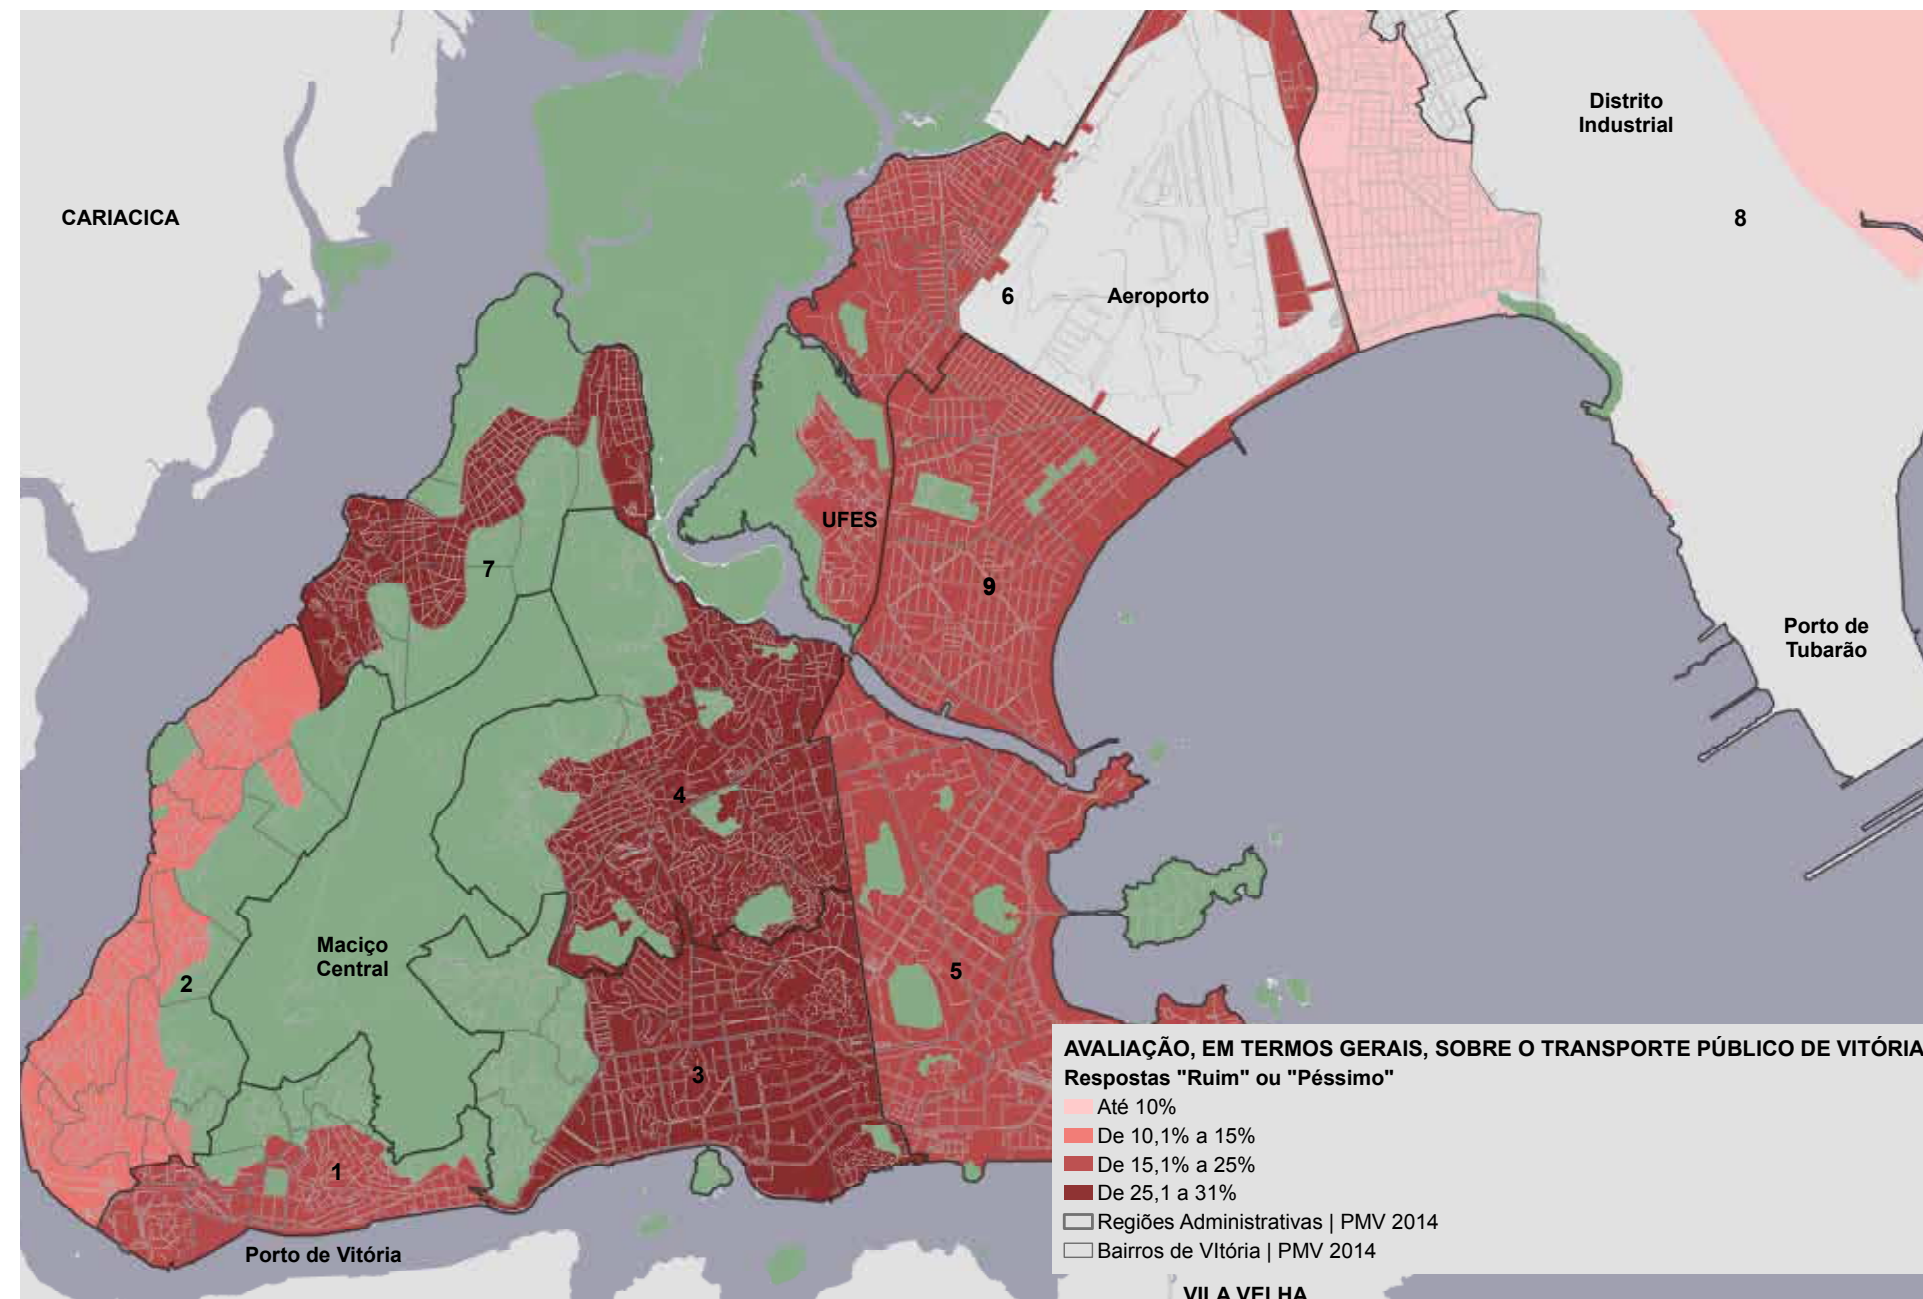 Distrito
Industrial
CARIACICA
8
6
Aeroporto
UFES
7
9
Porto de
Tubarão
4
Maciço
Central
2
5
3
1
Porto de Vitória
AVALIAÇÃO, EM TERMOS GERAIS, SOBRE O TRANSPORTE PÚBLICO DE VITÓRIA
Respostas "Ruim" ou "Péssimo"
Até 10%
De 10,1% a 15%
De 15,1% a 25%
De 25,1 a 31%
Regiões Administrativas | PMV 2014
Bairros de VItória | PMV 2014
VILA VELHA